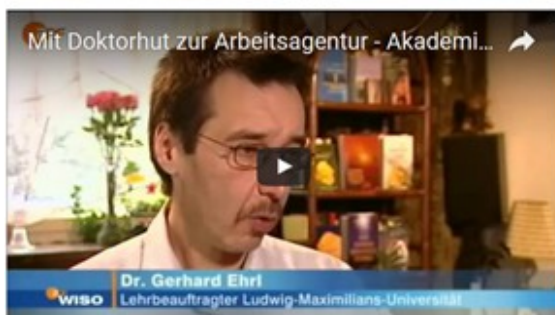 Mit Doktorhut zur Arbeitsagentur - Akademi...
Dr. Gerhard Ehrl
WISO
Lehrbeauftragter Ludwig-Maximilians-Universität